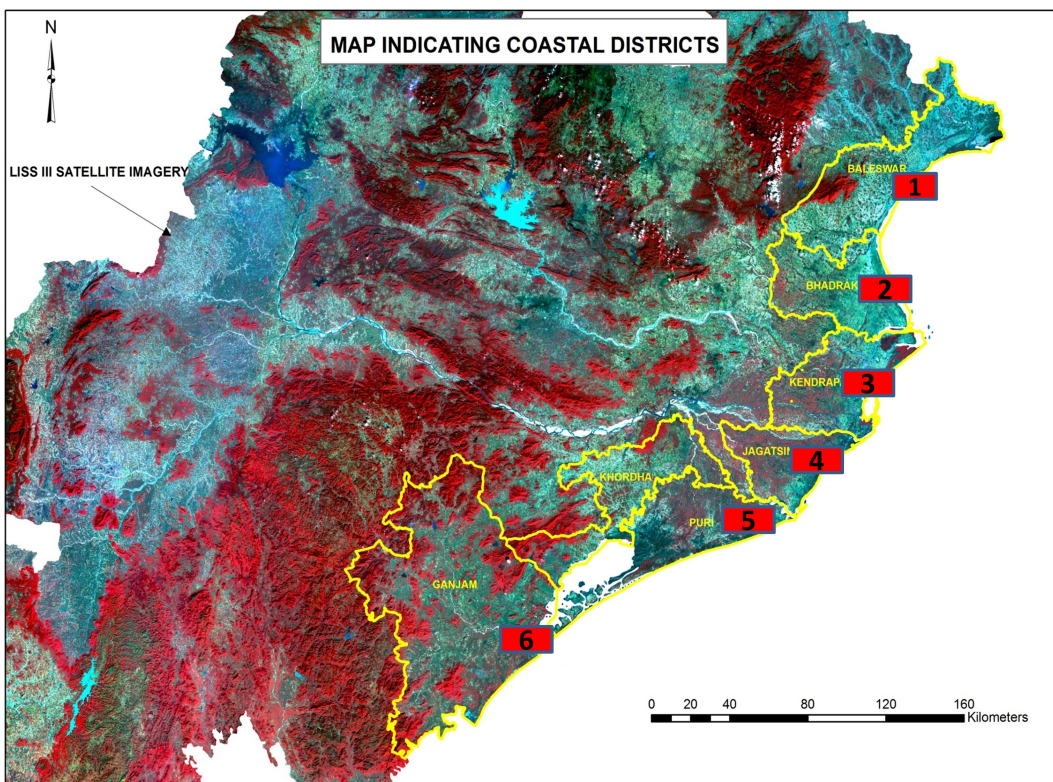 MAP INDICATING COASTAL DISTRICTS
N
LISS III SATELLITE IMAGERY
BALESWAR
1
BHADRAK
2
KENDRAP
3
JAGATSIN
4
KHORDHA
PURI
5
GANJAM
6
0 20 40 80 120 160
Kilometers